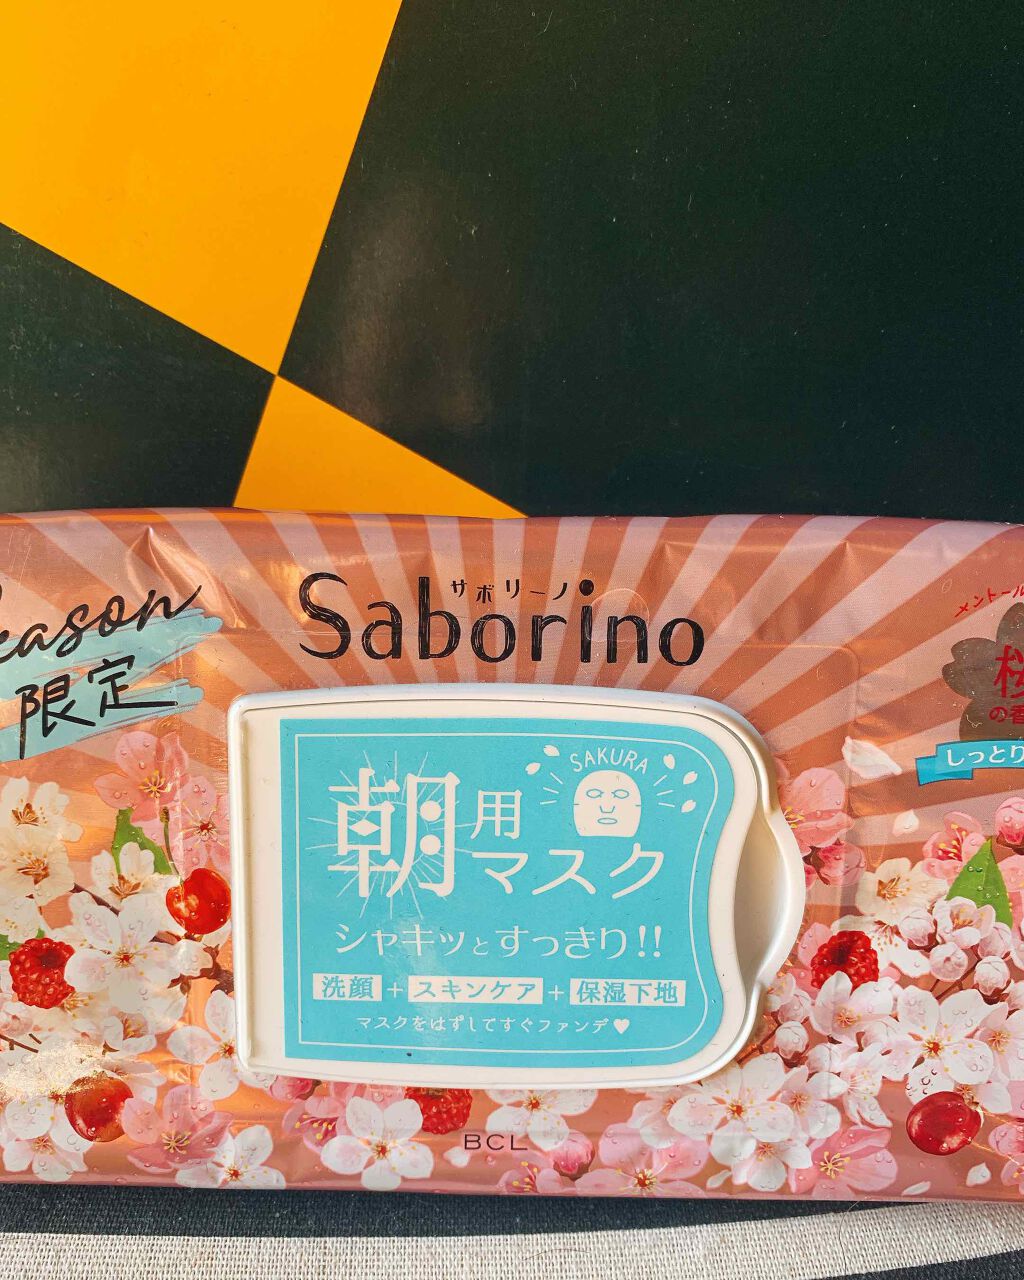 サボリーノ
Saborino
限定
メントール
の香
しっとり
SAKURA
朝用
マスク
シャキッとすっきり!!
洗顔+スキンケア+保湿下地
マスクをはずしてすぐファンデ♥
BCL